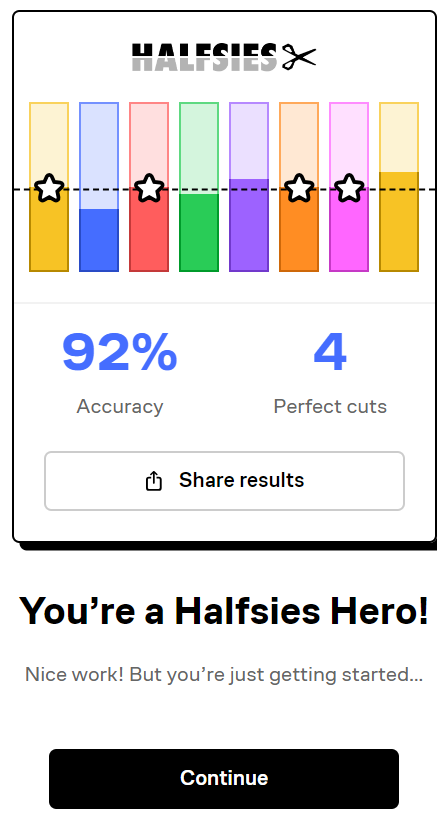 HALFSIES
92%
4
Accuracy
Perfect cuts
Share results
You’re a Halfsies Hero!
Nice work! But you’re just getting started...
Continue